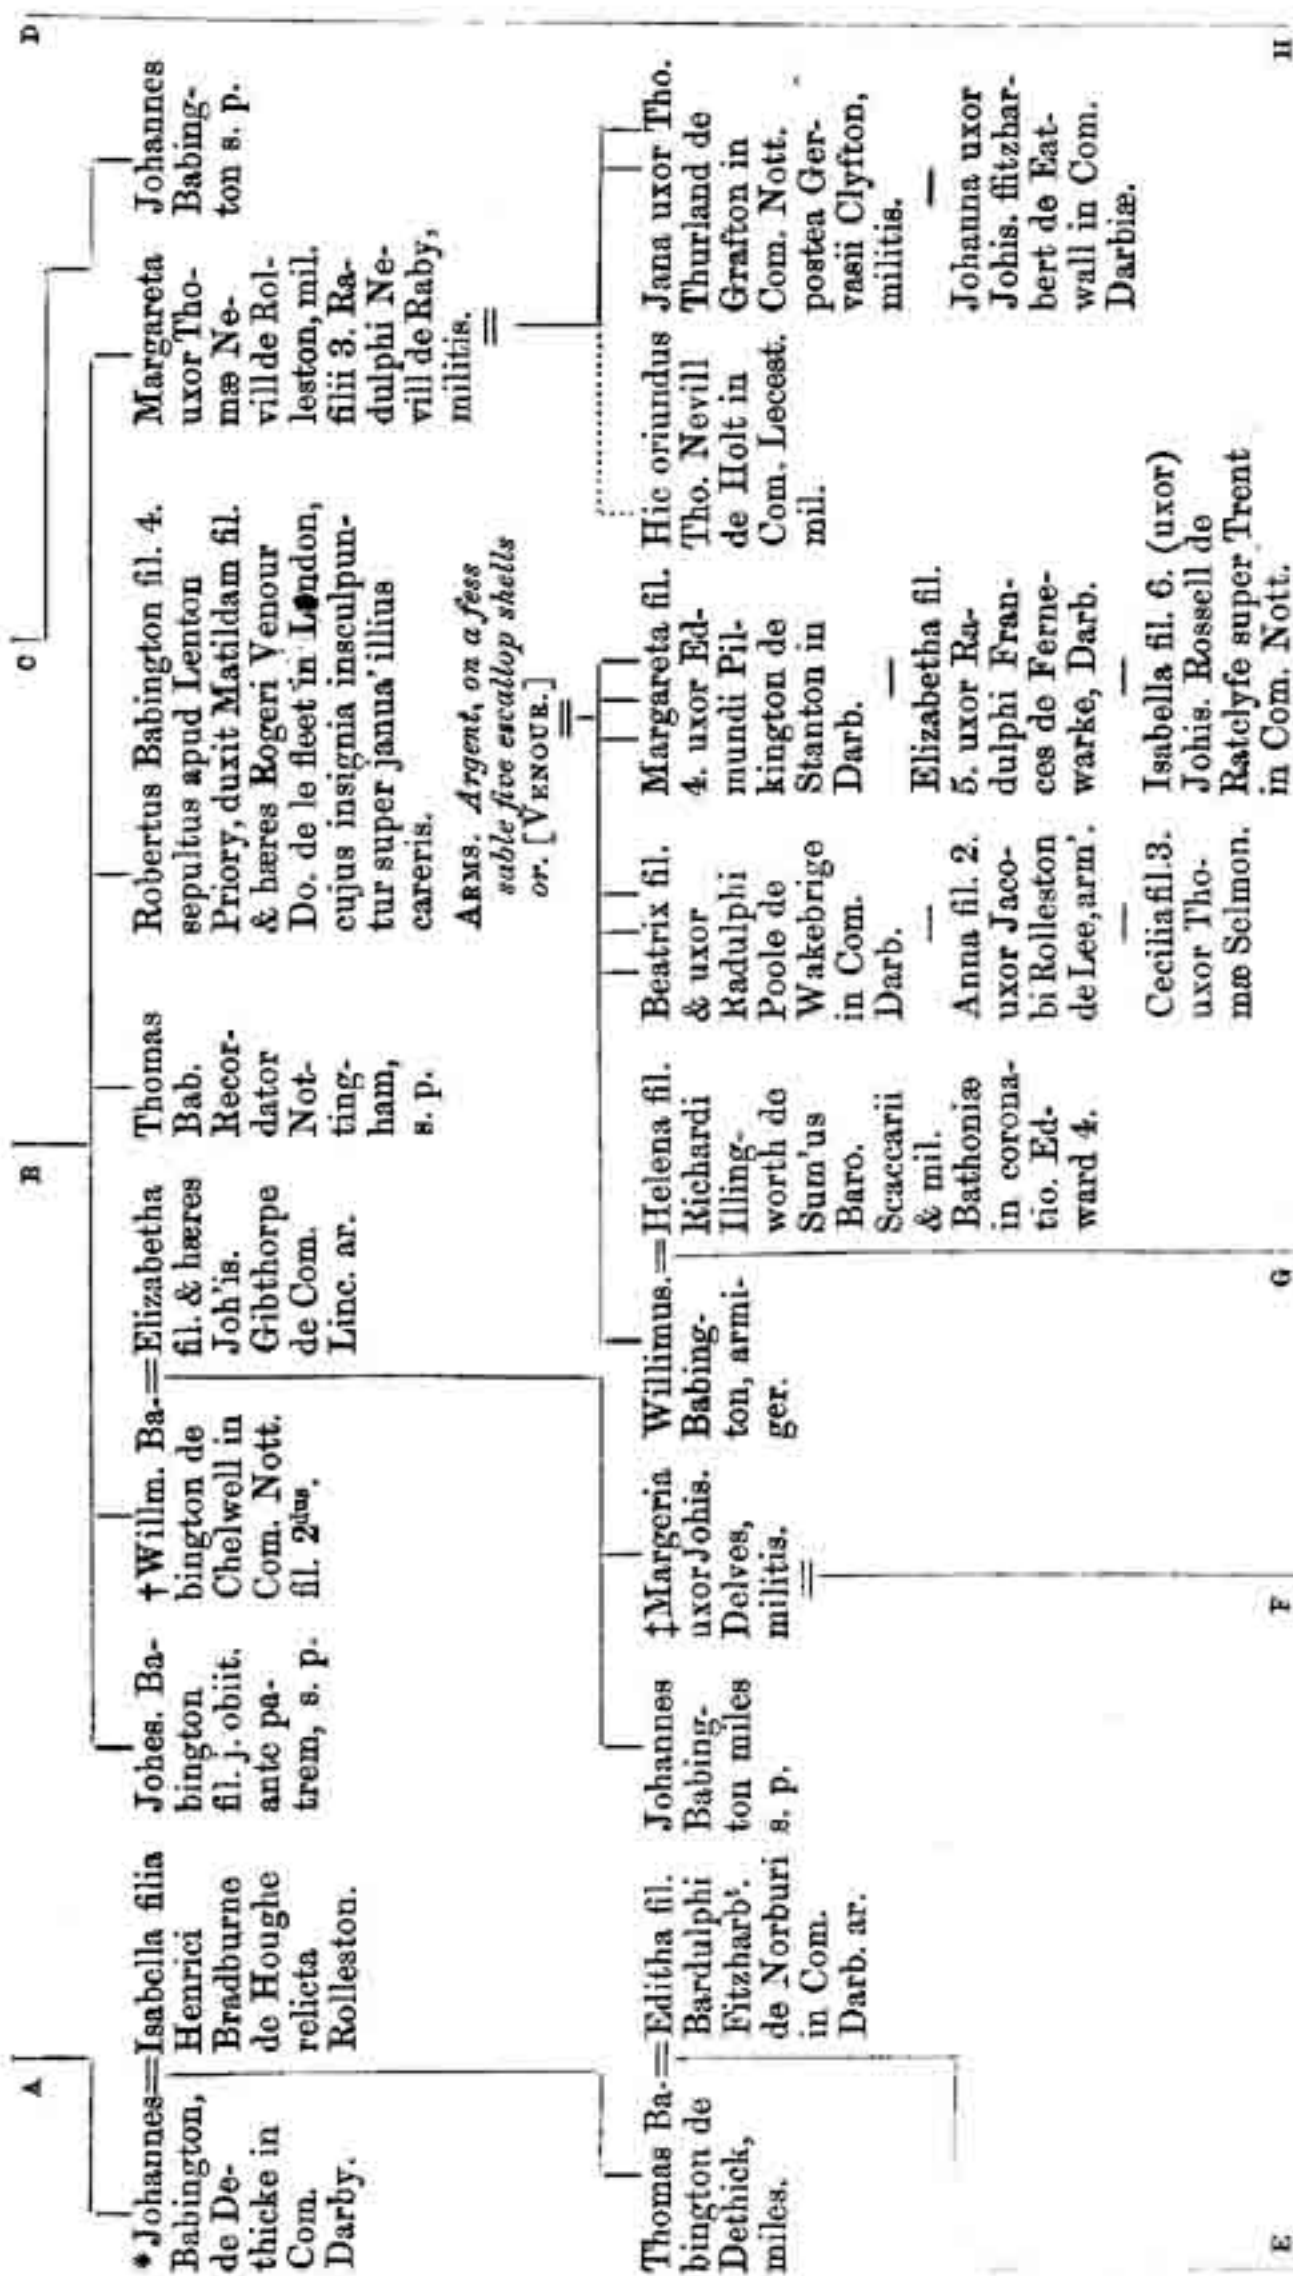 A
B
C
D
*Johannes=Isabella filia
Babington,
Henrici
de De-
Bradburne
thicke in
de Houghe
Com.
relicta
Darby.
Rolleston.
Johes. Ba-
bington
fil. j. obiit.
ante pa-
trem, s. p.
†Willm. Ba-=Elizabetha
bington de
fil. & hæres
Chelwell in
Joh'is.
Com. Nott.
Gibthorpe
fil. 2dus.
de Com.
Linc. ar.
Thomas
Bab.
Recor-
dator
Not-
ting-
ham,
s. p.
Robertus Babington fil. 4.
sepultus apud Lenton
Priory, duxit Matildam fil.
& hæres Rogeri Venour
Do. de le fleet in London,
cujus insignia insculpun-
tur super janua' illius
careris.
ARMS. Argent, on a fess
sable five escallop shells
or. [VENOUR.]
Margareta
uxor Tho-
mæ Ne-
vill de Rol-
leston, mil.
filii 3. Ra-
dulphi Ne-
vill de Raby,
militis.
Johannes
Babing-
ton s. p.
Thomas Ba-=Editha fil.
bington de
Bardulphi
Dethick,
Fitzharbt.
miles.
de Norburi
in Com.
Darb. ar.
Johannes
Babing-
ton miles
s. p.
‡Margeria
uxor Johis.
Delves,
militis.
Willimus.=Helena fil.
Babing-
Richardi
ton, armi-
Illing-
ger.
worth de
Sum'us
Baro.
Scaccarii
& mil.
Bathoniæ
in corona-
tio. Ed-
ward 4.
Beatrix fil.
& uxor
Radulphi
Poole de
Wakebrige
in Com.
Darb.
Anna fil. 2.
uxor Jaco-
bi Rolleston
de Lee, arm'.
Cecilia fil. 3.
uxor Tho-
mæ Selmon.
Margareta fil.
4. uxor Ed-
mundi Pil-
kington de
Stanton in
Darb.
Elizabetha fil.
5. uxor Ra-
dulphi Fran-
ces de Ferne-
warke, Darb.
Isabella fil. 6. (uxor)
Johis. Rossell de
Ratclyfe super Trent
in Com. Nott.
Hic oriundus
Tho. Nevill
de Holt in
Com. Lecest.
mil.
Jana uxor Tho.
Thurland de
Grafton in
Com. Nott.
postea Ger-
vasii Clyfton,
militis.
Johanna uxor
Johis. ffitzhar-
bert de Eat-
wall in Com.
Darbiæ.
E
F
G
H